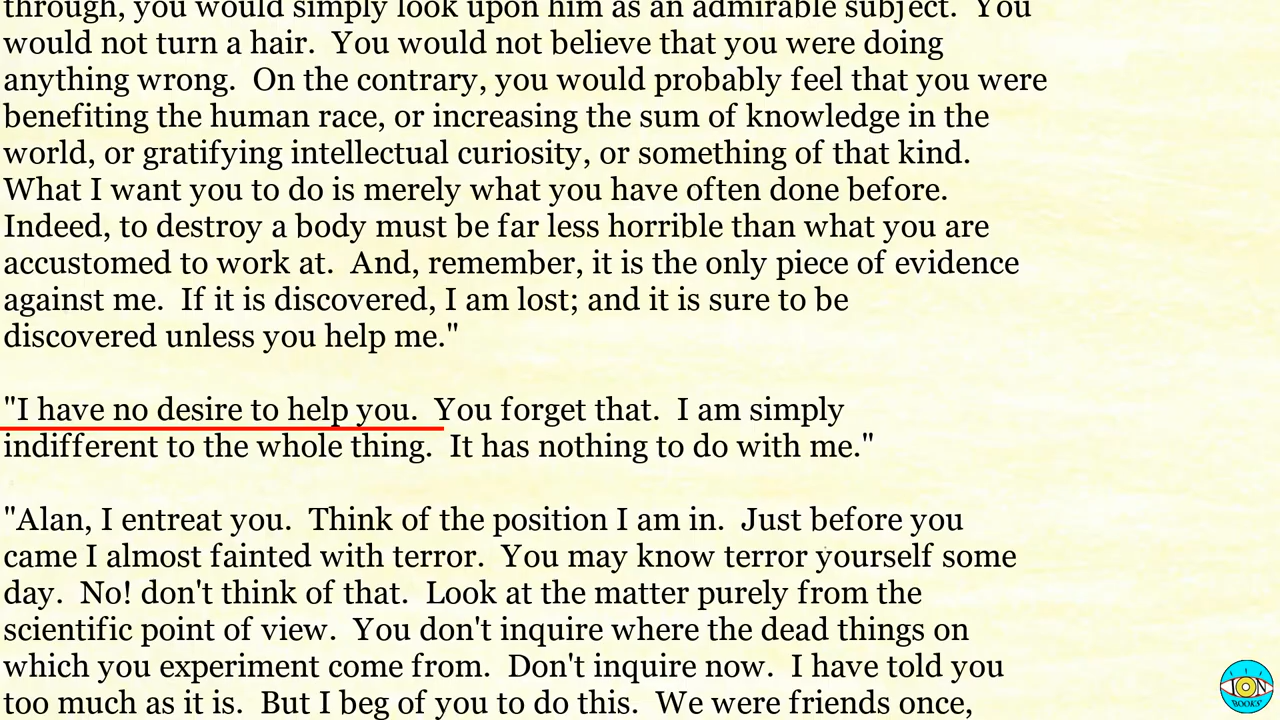 through, you would simply look upon him as an admirable subject.  You
would not turn a hair.  You would not believe that you were doing
anything wrong.  On the contrary, you would probably feel that you were
benefiting the human race, or increasing the sum of knowledge in the
world, or gratifying intellectual curiosity, or something of that kind.
What I want you to do is merely what you have often done before.
Indeed, to destroy a body must be far less horrible than what you are
accustomed to work at.  And, remember, it is the only piece of evidence
against me.  If it is discovered, I am lost; and it is sure to be
discovered unless you help me."
"I have no desire to help you.  You forget that.  I am simply
indifferent to the whole thing.  It has nothing to do with me."
"Alan, I entreat you.  Think of the position I am in.  Just before you
came I almost fainted with terror.  You may know terror yourself some
day.  No! don't think of that.  Look at the matter purely from the
scientific point of view.  You don't inquire where the dead things on
which you experiment come from.  Don't inquire now.  I have told you
too much as it is.  But I beg of you to do this.  We were friends once,
ION
BOOKS